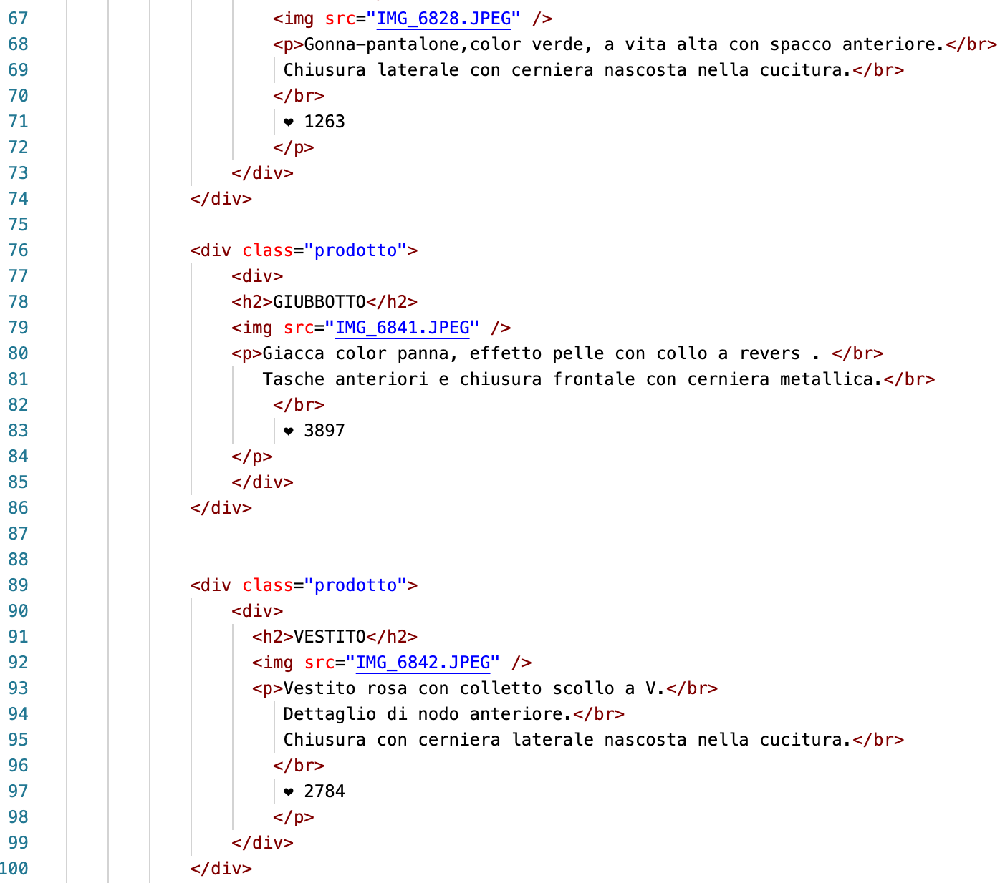 67 <img src="IMG_6828.JPEG" />
68 <p>Gonna-pantalone,color verde, a vita alta con spacco anteriore.</br>
69 Chiusura laterale con cerniera nascosta nella cucitura.</br>
70 </br>
71 ❤ 1263
72 </p>
73 </div>
74 </div>
75
76 <div class="prodotto">
77 <div>
78 <h2>GIUBBOTTO</h2>
79 <img src="IMG_6841.JPEG" />
80 <p>Giacca color panna, effetto pelle con collo a revers . </br>
81 Tasche anteriori e chiusura frontale con cerniera metallica.</br>
82 </br>
83 ❤ 3897
84 </p>
85 </div>
86 </div>
87
88
89 <div class="prodotto">
90 <div>
91 <h2>VESTITO</h2>
92 <img src="IMG_6842.JPEG" />
93 <p>Vestito rosa con colletto scollo a V.</br>
94 Dettaglio di nodo anteriore.</br>
95 Chiusura con cerniera laterale nascosta nella cucitura.</br>
96 </br>
97 ❤ 2784
98 </p>
99 </div>
100 </div>